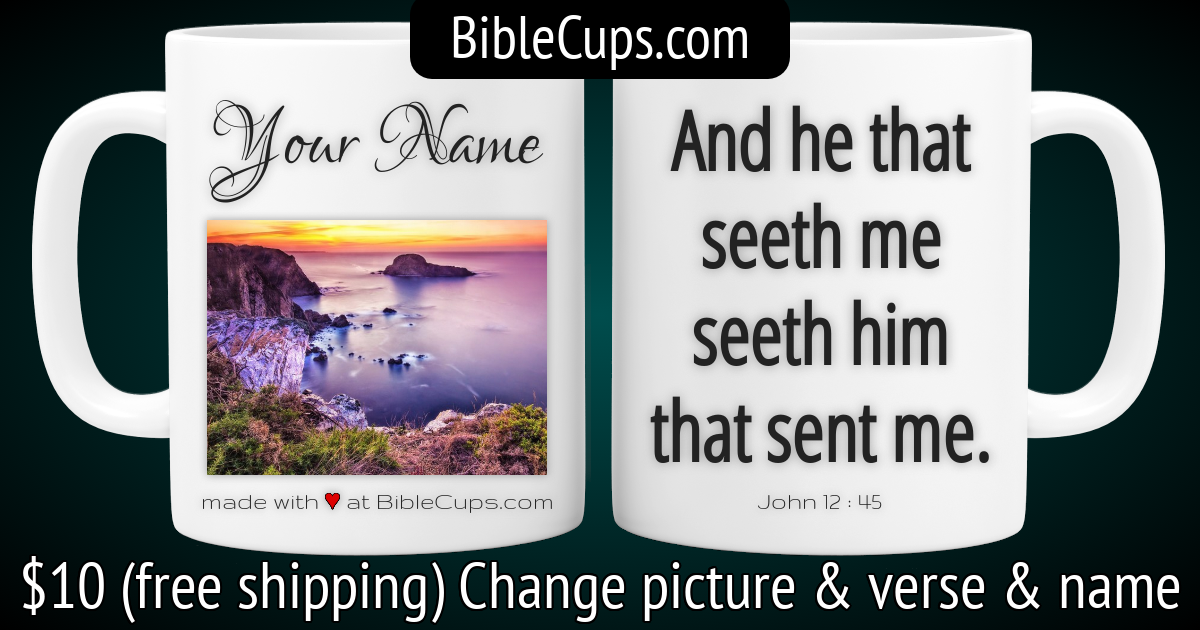 BibleCups.com
Your Name
made with ♥ at BibleCups.com
And he that
seeth me
seeth him
that sent me.
John 12 : 45
$10 (free shipping) Change picture & verse & name